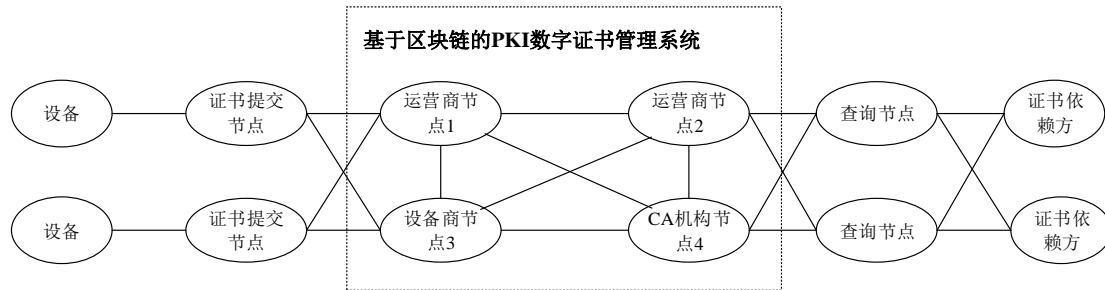 基于区块链的PKI数字证书管理系统
设备
证书提交
节点
运营商节
点1
运营商节
点2
查询节点
证书依
赖方
设备
证书提交
节点
设备商节
点3
CA机构节
点4
查询节点
证书依
赖方